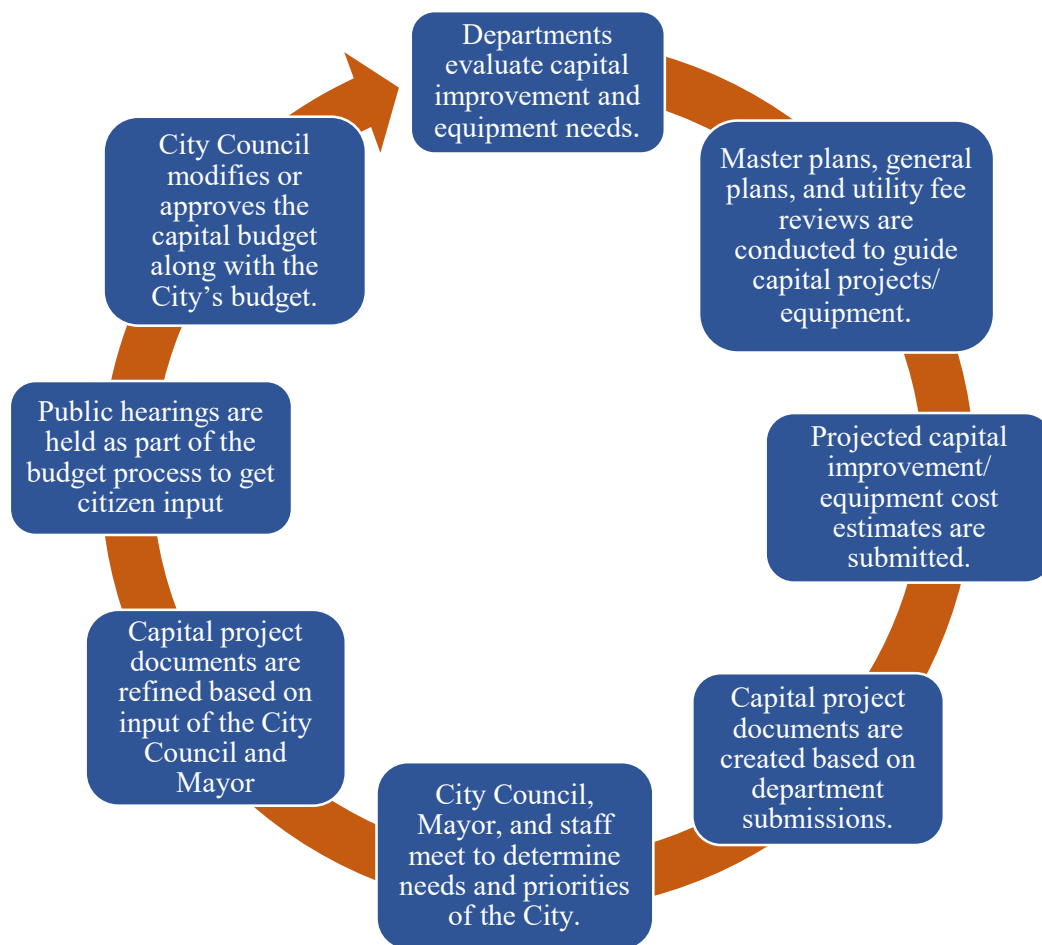 Departments
evaluate capital
improvement and
equipment needs.
Master plans, general
plans, and utility fee
reviews are
conducted to guide
capital projects/
equipment.
Projected capital
improvement/
equipment cost
estimates are
submitted.
Capital project
documents are
created based on
department
submissions.
City Council,
Mayor, and staff
meet to determine
needs and priorities
of the City.
Capital project
documents are
refined based on
input of the City
Council and
Mayor
Public hearings are
held as part of the
budget process to get
citizen input
City Council
modifies or
approves the
capital budget
along with the
City’s budget.